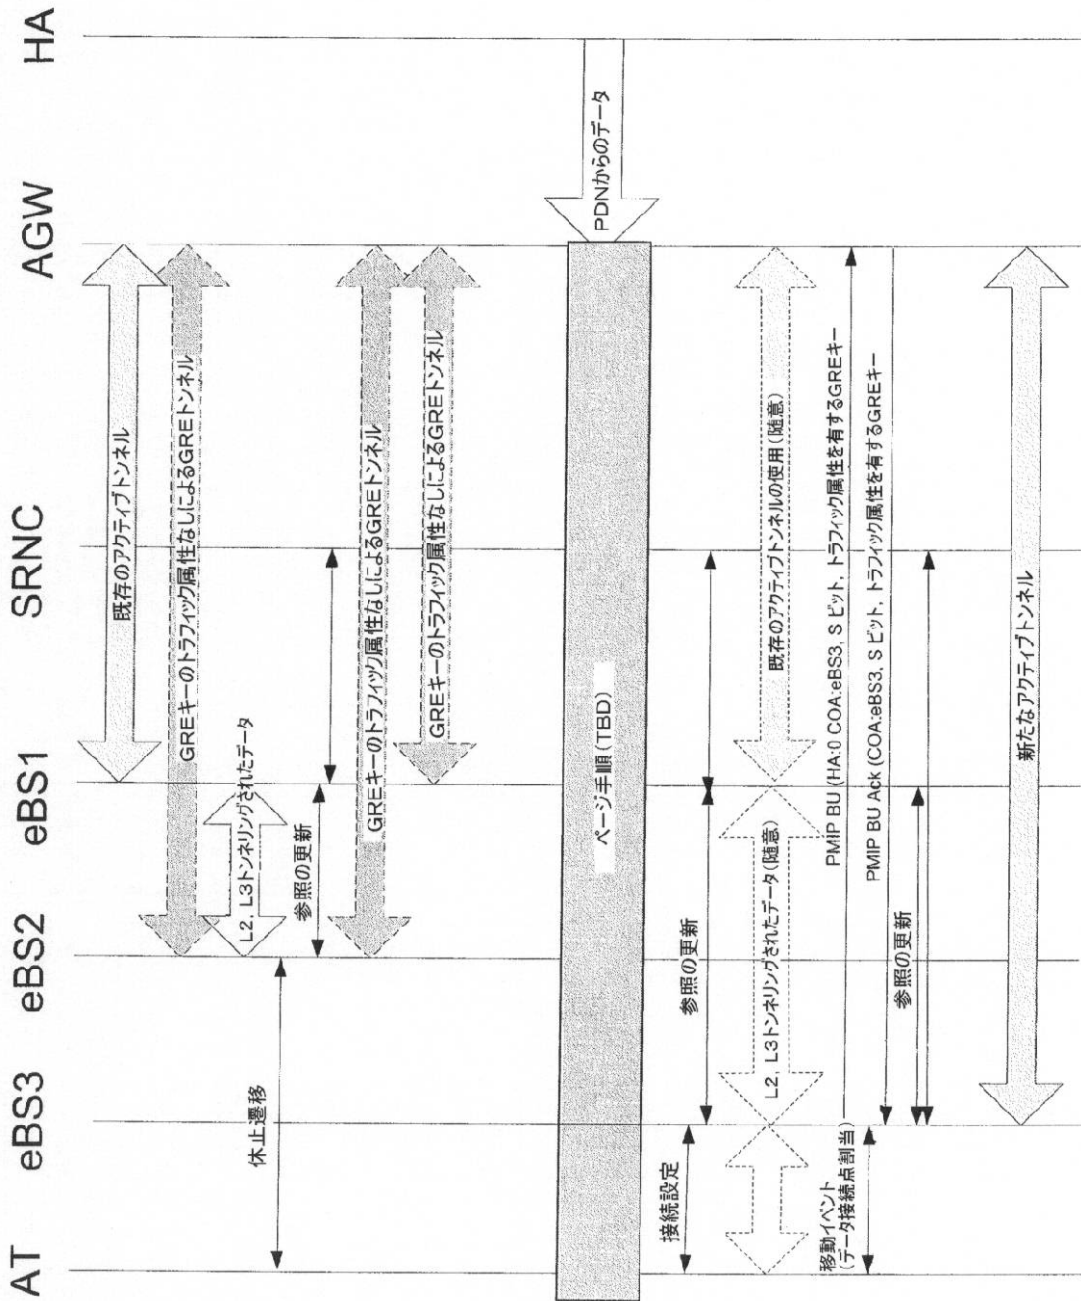 AT
eBS3
eBS2
eBS1
SRNC
AGW
HA
既存のアクティブトンネル
GREキーのトラフィック属性なしによるGREトンネル
L2, L3トンネリングされたデータ
休止遷移
参照の更新
GREキーのトラフィック属性なしによるGREトンネル
GREキーのトラフィック属性なしによるGREトンネル
PDNからのデータ
ページ手順(TBD)
接続設定
参照の更新
L2, L3トンネリングされたデータ(随意)
既存のアクティブトンネルの使用(随意)
移動イベント
(データ接続点割当)
PMIP BU (HA:0 COA:eBS3, S ビット, トラフィック属性を有するGREキー
PMIP BU Ack (COA:eBS3, S ビット, トラフィック属性を有するGREキー
参照の更新
新たなアクティブトンネル